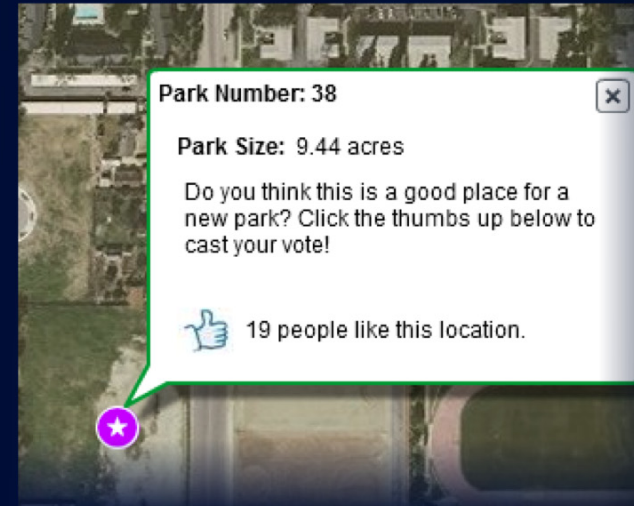 Park Number: 38
Park Size: 9.44 acres
Do you think this is a good place for a
new park? Click the thumbs up below to
cast your vote!
19 people like this location.